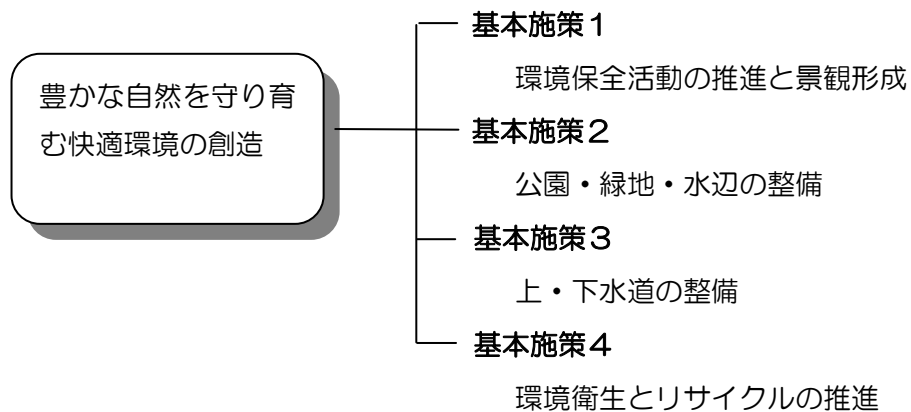 豊かな自然を守り育
む快適環境の創造
基本施策１
環境保全活動の推進と景観形成
基本施策２
公園・緑地・水辺の整備
基本施策３
上・下水道の整備
基本施策４
環境衛生とリサイクルの推進